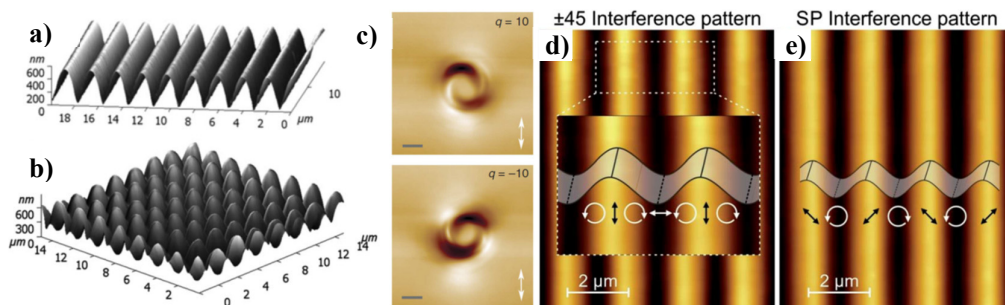 a)
nm
600
400
200
18 16 14 12 10 8 6 4 2 0
µm
10
µm
b)
nm
600
300
0
µm
14
12
10
8
6
4
2
0
2
4
6
8
10
12
14
µm
c)
q = 10
q = −10
±45 Interference pattern
d)
2 µm
SP Interference pattern
e)
2 µm